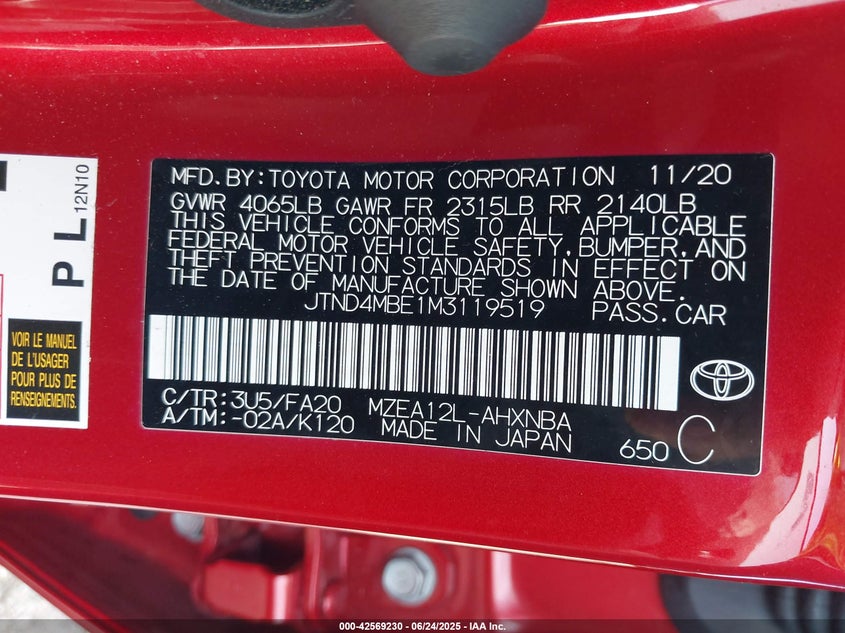 MFD.BY:TOYOTA MOTOR CORPORATION 11/20
GVWR 4065LB GAWR FR 2315LB RR 2140LB
THIS VEHICLE CONFORMS TO ALL APPLICABLE
FEDERAL MOTOR VEHICLE SAFETY,BUMPER,AND
THEFT PREVENTION STANDARDS IN EFFECT ON
THE DATE OF MANUFACTURE SHOWN ABOVE.
JTND4MBE1M3119519 PASS.CAR
C/TR:3U5/FA20 MZEA12L-AHXNBA
A/TM:-02A/K120 MADE IN JAPAN
650 C
P L
12N10
VOIR LE MANUEL
DE L'USAGER
POUR PLUS DE
RENSEIGNEMENTS.
000-42569230 - 06/24/2025 - IAA Inc.